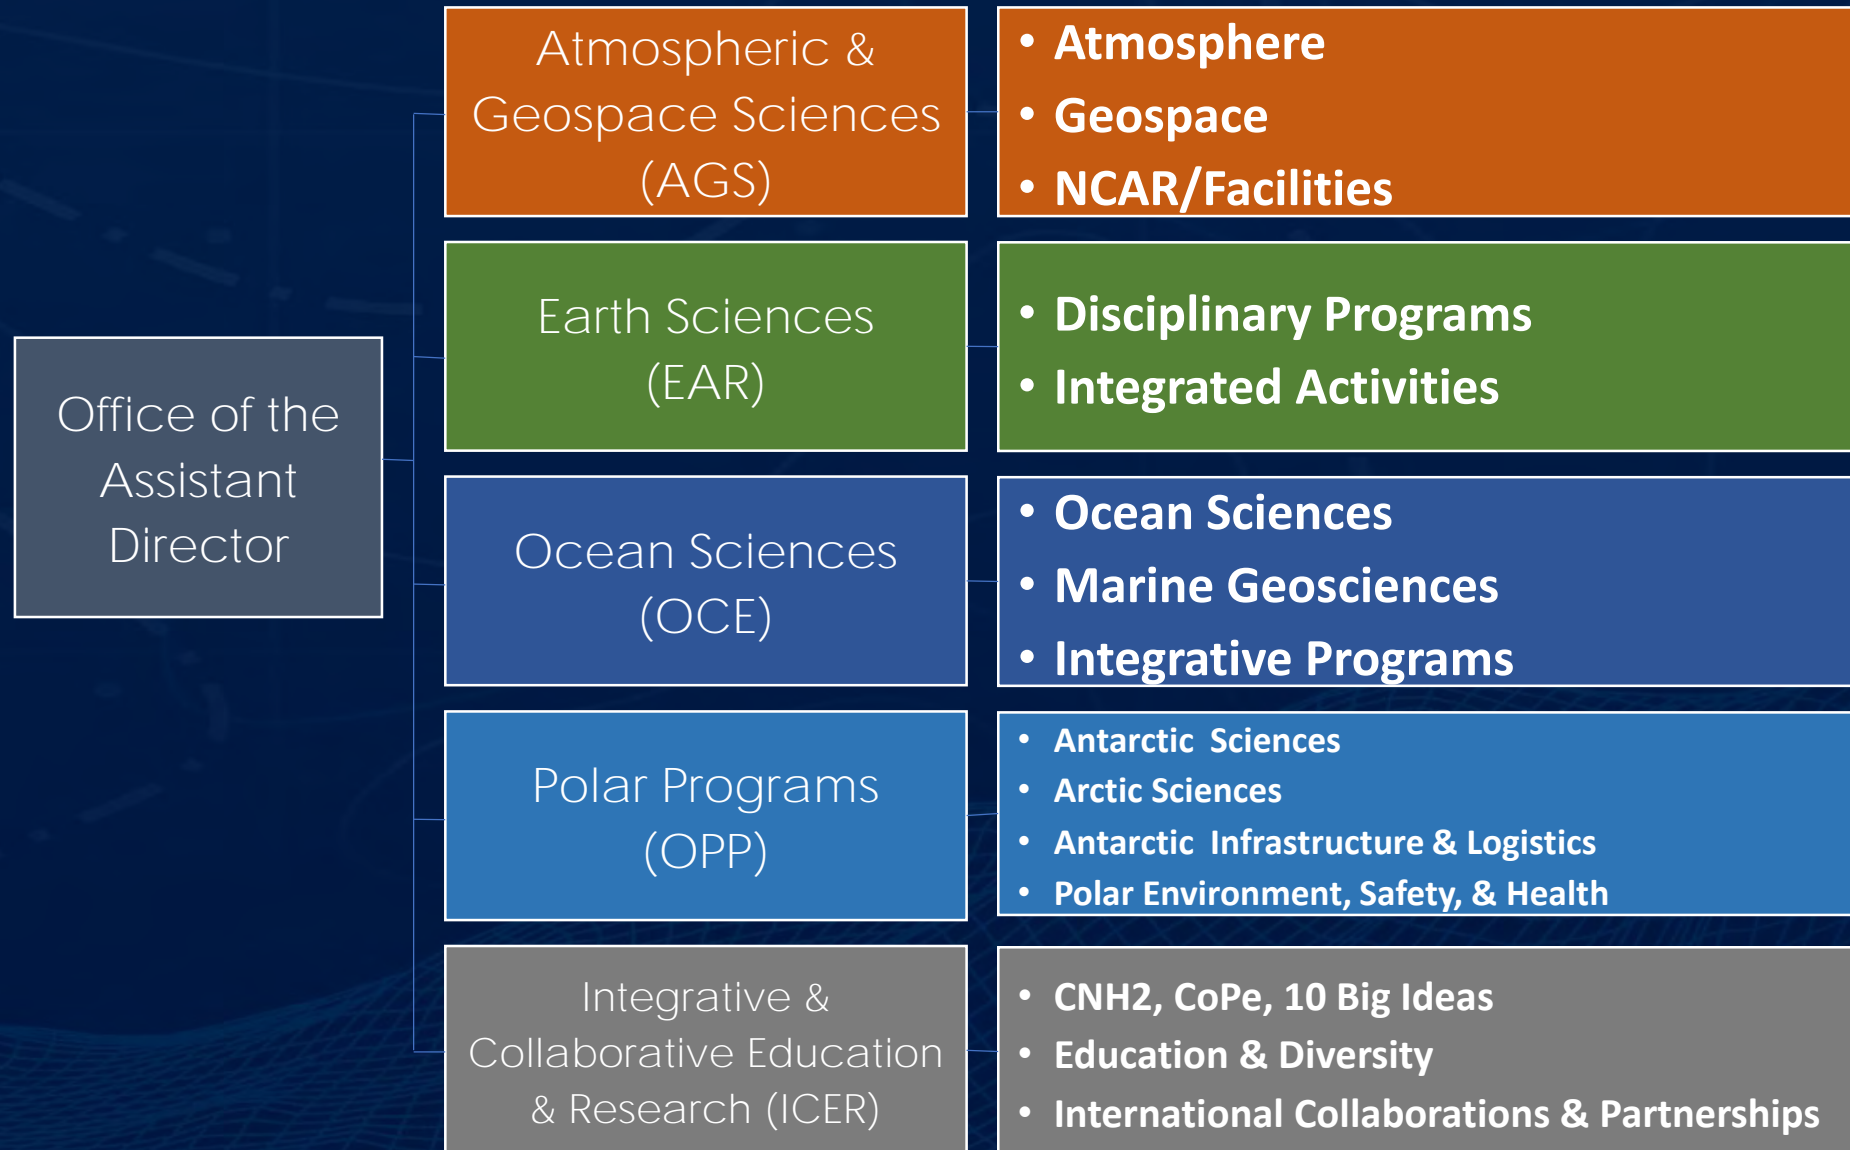 Office of the
Assistant
Director
Atmospheric &
Geospace Sciences
(AGS)
• Atmosphere
• Geospace
• NCAR/Facilities
Earth Sciences
(EAR)
• Disciplinary Programs
• Integrated Activities
Ocean Sciences
(OCE)
• Ocean Sciences
• Marine Geosciences
• Integrative Programs
Polar Programs
(OPP)
• Antarctic Sciences
• Arctic Sciences
• Antarctic Infrastructure & Logistics
• Polar Environment, Safety, & Health
Integrative &
Collaborative Education
& Research (ICER)
• CNH2, CoPe, 10 Big Ideas
• Education & Diversity
• International Collaborations & Partnerships